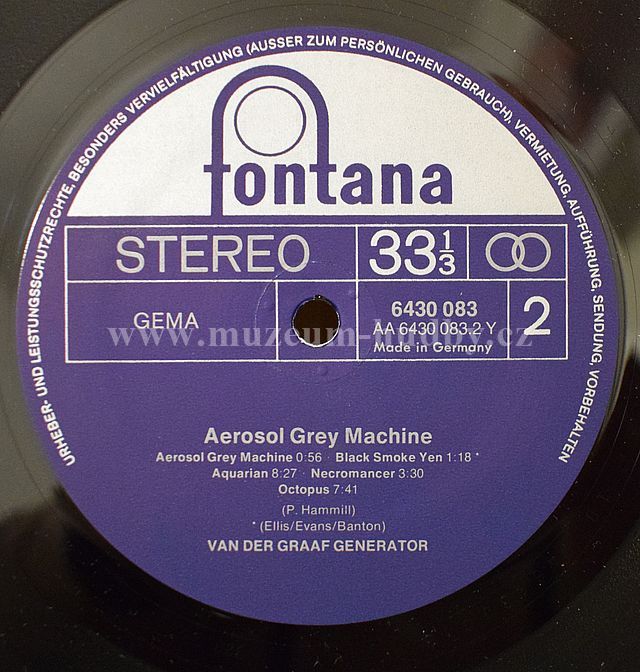 URHEBER- UND LEISTUNGSSCHUTZRECHTE, BESONDERS VERVIELFÄLTIGUNG (AUSSER ZUM PERSÖNLICHEN GEBRAUCH), VERMIETUNG, AUFFÜHRUNG, SENDUNG, VORBEHALTEN
fontana
STEREO 33⅓
GEMA 6430 083 2
AA 6430 083.2 Y
Made in Germany
www.muzeum-hudby.cz
Aerosol Grey Machine
Aerosol Grey Machine 0:56 · Black Smoke Yen 1:18 *
Aquarian 8:27 · Necromancer 3:30
Octopus 7:41
(P. Hammill)
* (Ellis/Evans/Banton)
VAN DER GRAAF GENERATOR